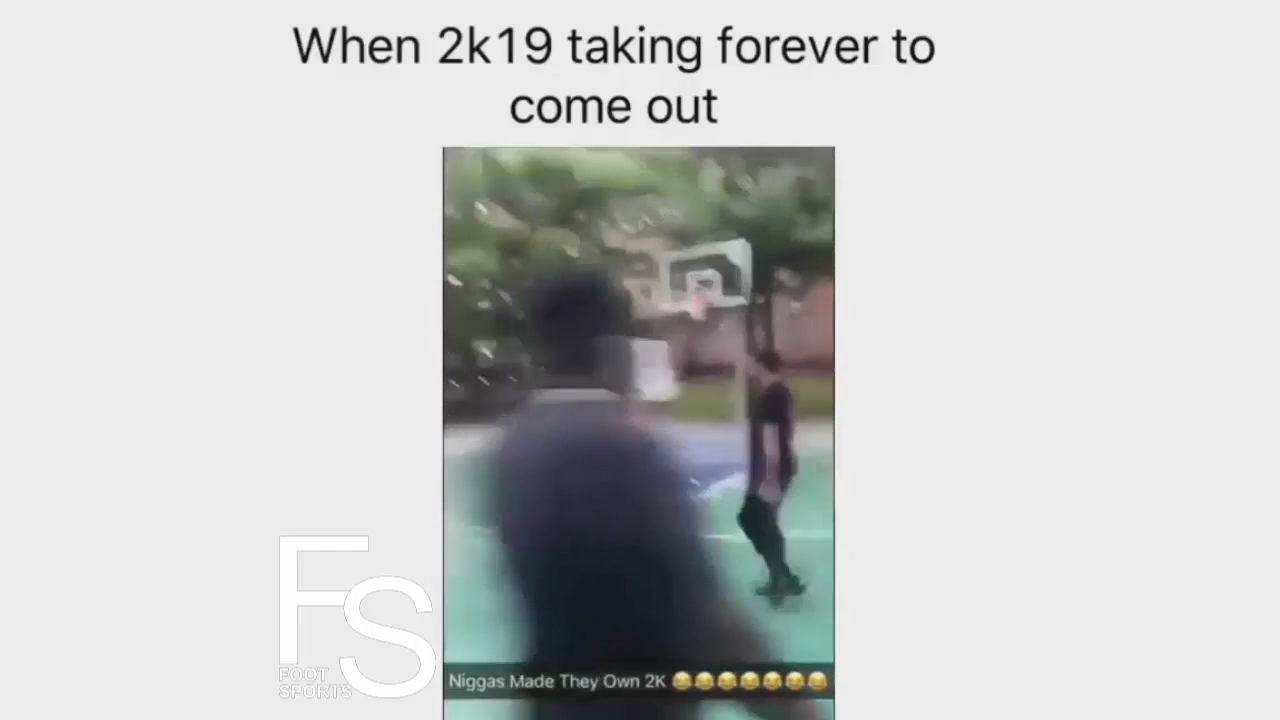 When 2k19 taking forever to
come out
FS
FOOT
SPORTS
Niggas Made They Own 2K 😂😂😂😂😂😂😂